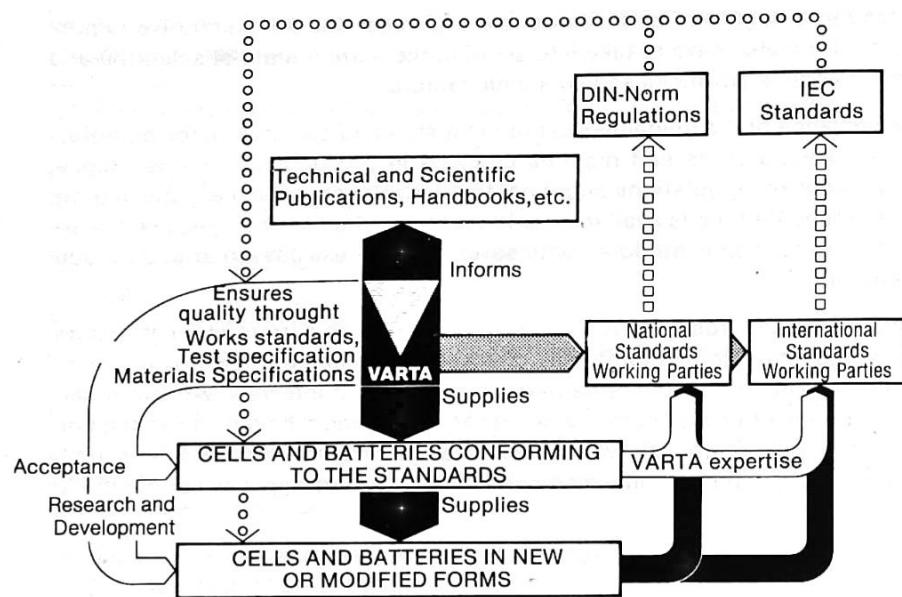 DIN-Norm
Regulations
IEC
Standards
Technical and Scientific
Publications, Handbooks, etc.
Informs
Ensures
quality throught
Works standards,
Test specification
Materials Specifications
VARTA
National
Standards
Working Parties
International
Standards
Working Parties
Supplies
Acceptance
CELLS AND BATTERIES CONFORMING
TO THE STANDARDS
VARTA expertise
Research and
Development
Supplies
CELLS AND BATTERIES IN NEW
OR MODIFIED FORMS